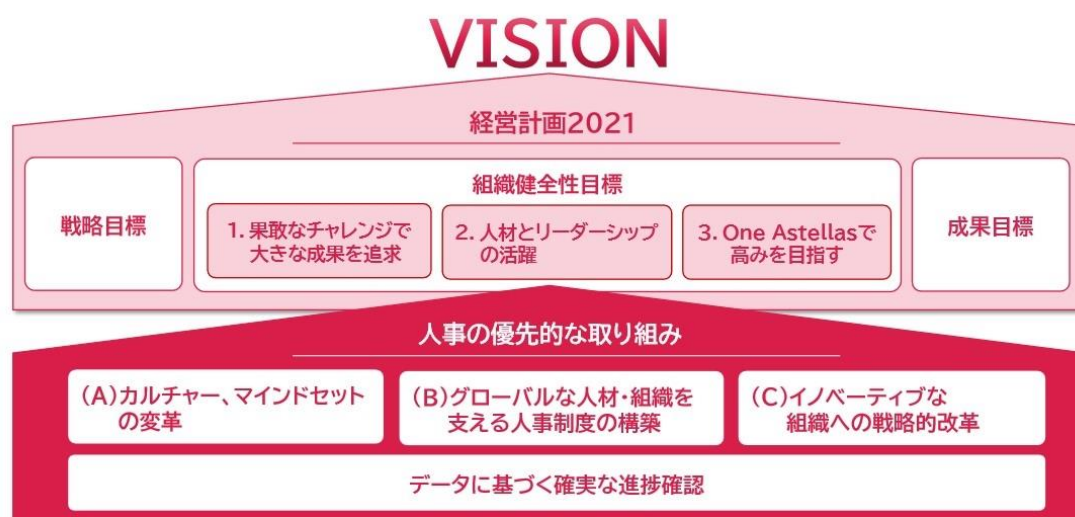 VISION
経営計画2021
戦略目標
組織健全性目標
1. 果敢なチャレンジで
大きな成果を追求
2. 人材とリーダーシップ
の活躍
3. One Astellasで
高みを目指す
成果目標
人事の優先的な取り組み
(A)カルチャー、マインドセット
の変革
(B)グローバルな人材・組織を
支える人事制度の構築
(C)イノベーティブな
組織への戦略的改革
データに基づく確実な進捗確認